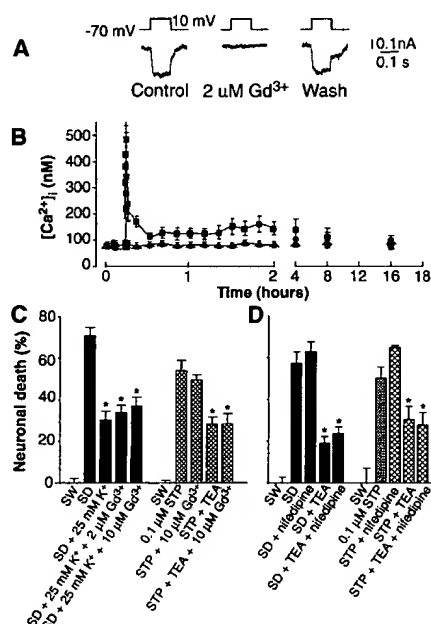 A
-70 mV
10 mV
0.1nA
0.1 s
Control
2 uM Gd³⁺
Wash
B
[Ca²⁺]i (nM)
500
400
300
200
100
0
0 1 2 4 8 12 16 18
Time (hours)
C
Neuronal death (%)
80
60
40
20
0
* * * * *
SW
SD
SD + 25 mM K⁺
SD + 25 mM K⁺ + 2 µM Gd³⁺
SD + 25 mM K⁺ + 10 µM Gd³⁺
SW
0.1 µM STP
STP + 10 µM Gd³⁺
STP + TEA
STP + TEA + 10 µM Gd³⁺
D
* * * *
SW
SD
SD + nifedipine
SD + TEA
SD + TEA + nifedipine
SW
0.1 µM STP
STP + nifedipine
STP + TEA
STP + TEA + nifedipine